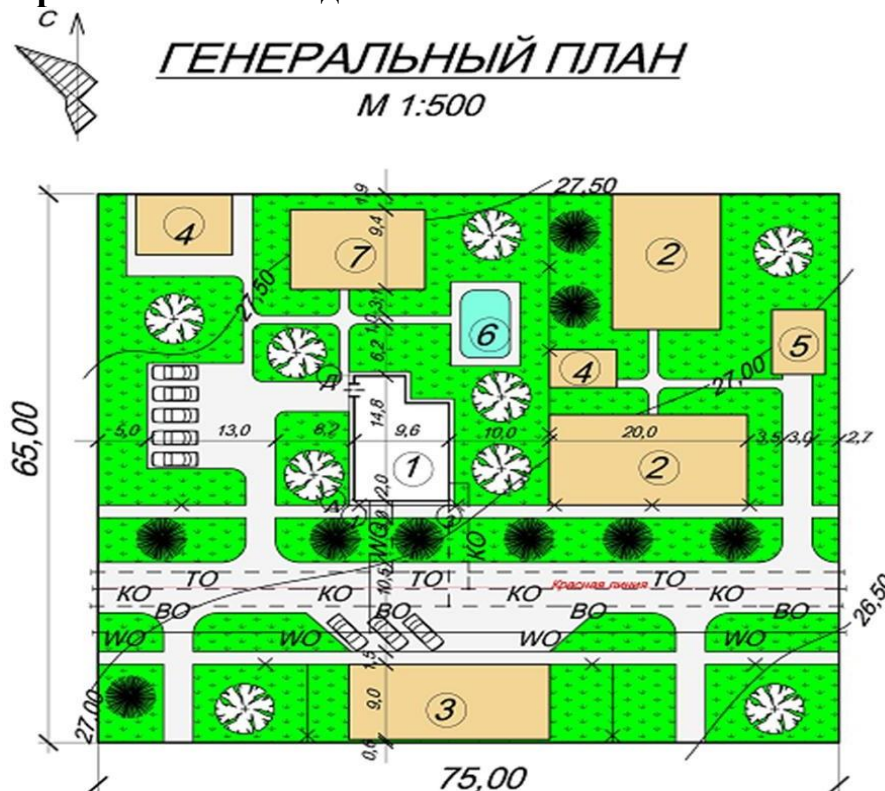 С
ГЕНЕРАЛЬНЫЙ ПЛАН
М 1:500
27,50
1,9
4
9,4
7
2
27,50
1,0
3,
6
5
6,2
4
Д
27,00
65,00
14,8
5,0
13,0
8,2
9,6
10,0
20,0
3,5
3,0
2,7
1
2
2,0
А
WO
КО
10,5
ТО
ТО
Красная линия
ТО
КО
КО
КО
КО
ВО
ВО
ВО
ВО
26,50
WO
WO
WO
WO
1,5
9,0
3
27,00
0,6
75,00